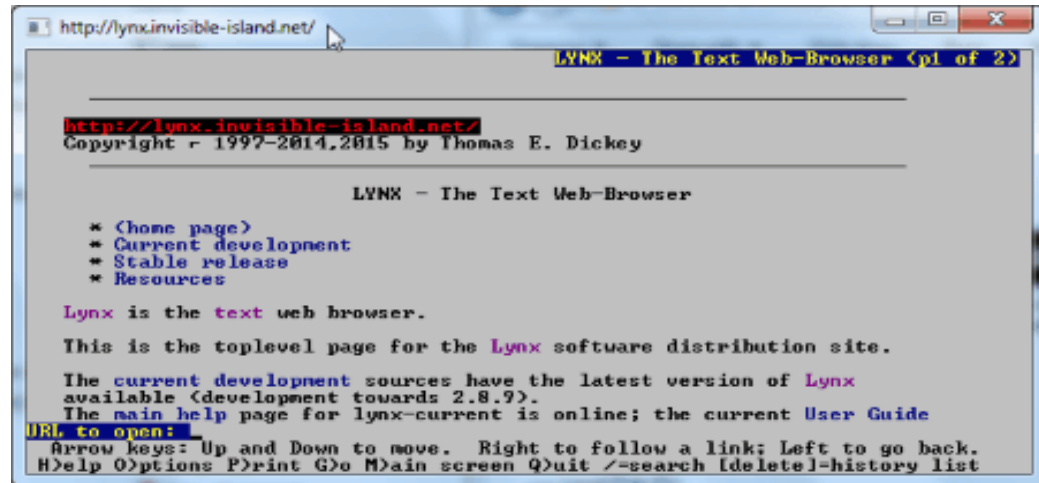 http://lynx.invisible-island.net/
LYNX - The Text Web-Browser (p1 of 2)
http://lynx.invisible-island.net/
Copyright r 1997-2014,2015 by Thomas E. Dickey
LYNX - The Text Web-Browser
* (home page)
* Current development
* Stable release
* Resources
Lynx is the text web browser.
This is the toplevel page for the Lynx software distribution site.
The current development sources have the latest version of Lynx
available (development towards 2.8.9).
The main help page for lynx-current is online; the current User Guide
URL to open: _
Arrow keys: Up and Down to move. Right to follow a link; Left to go back.
H)elp O)ptions P)rint G)o M)ain screen Q)uit /=search [delete]=history list